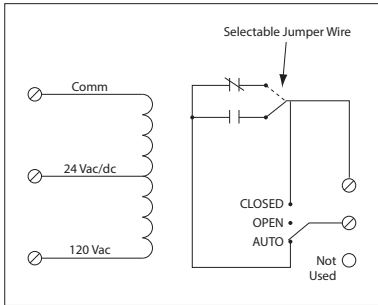 Selectable Jumper Wire
Comm
24 Vac/dc
120 Vac
CLOSED
OPEN
AUTO
Not
Used